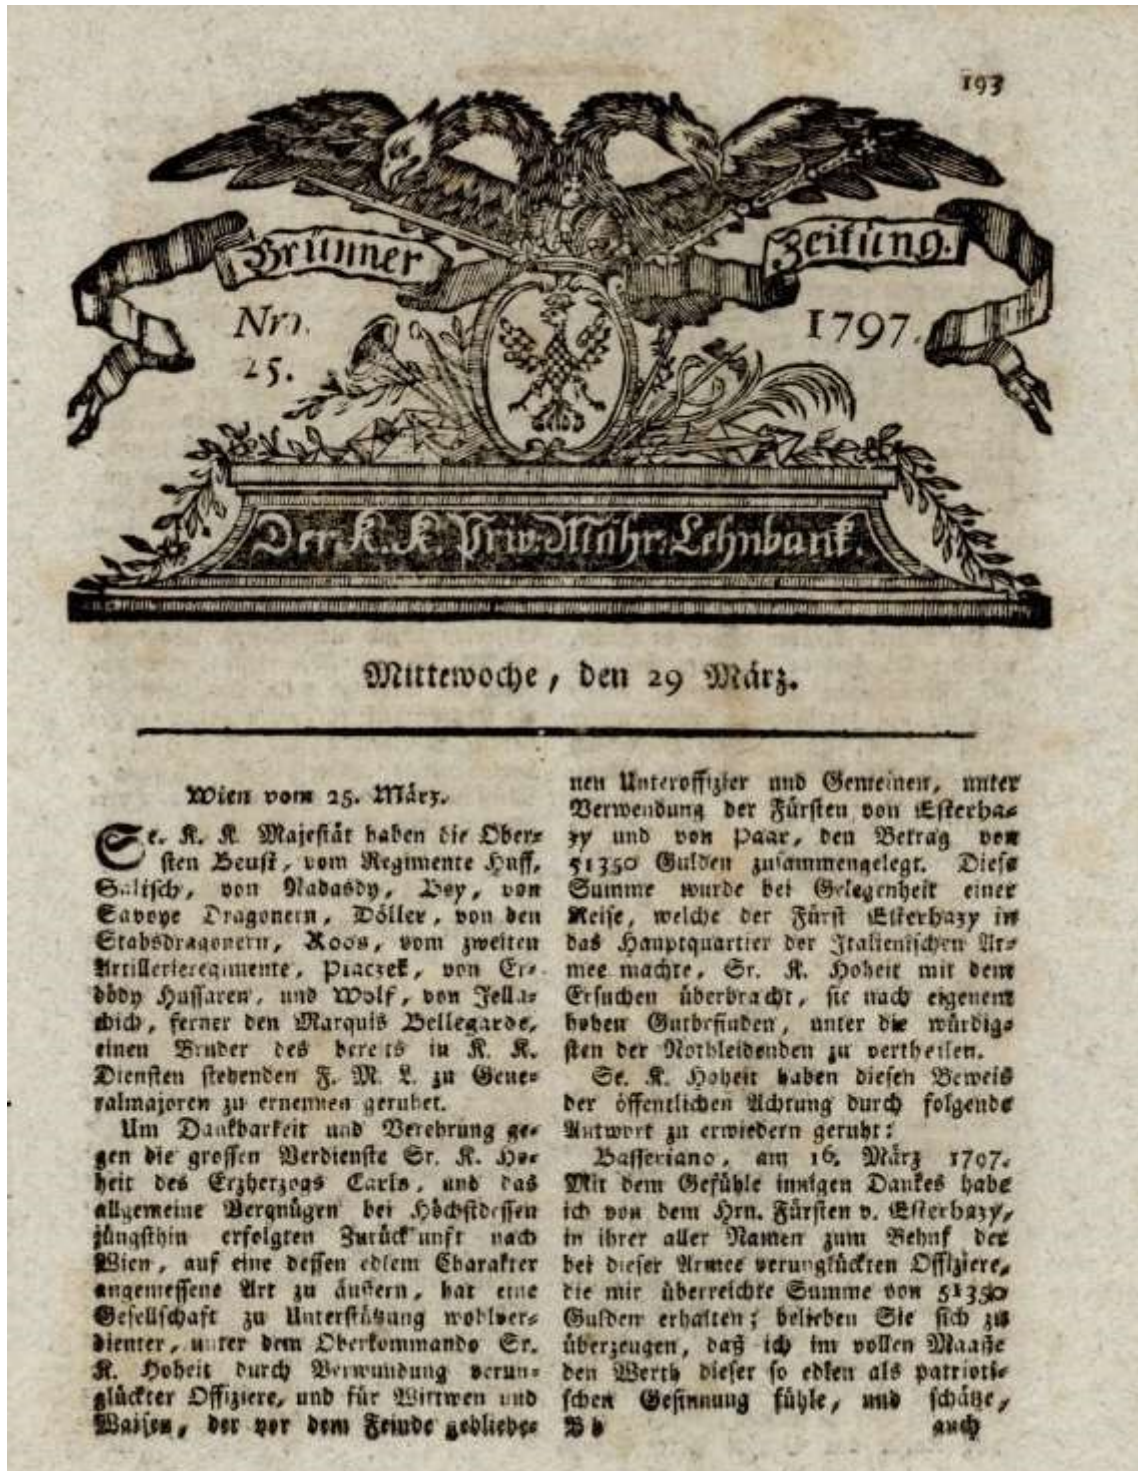 193
Brünner Zeitung.
Nro. 25.
1797.
Der K. K. Priv. Mähr. Lehnbank.
Mittewoche, den 29 März.
Wien vom 25. März.
Se. K. K. Majestät haben die Ober-
sten Beust, vom Regimente Huff,
Salisch, von Nadasdy, Bey, von
Savoye Dragonern, Döller, von den
Stabsdragonern, Roos, vom zweiten
Artillerieregimente, Piaczek, von Er-
dödy Hussaren, und Wolf, von Jella-
chich, ferner den Marquis Bellegarde,
einen Bruder des bereits in K. K.
Diensten stehenden F. M. L. zu Gene-
ralmajoren zu ernennen geruhet.
Um Dankbarkeit und Verehrung ge-
gen die grossen Verdienste Sr. K. Ho-
heit des Erzherzogs Carls, und das
allgemeine Vergnügen bei Höchstdessen
jüngsthin erfolgten Zurückunft nach
Wien, auf eine dessen edlem Charakter
angemessene Art zu äußern, hat eine
Gesellschaft zu Unterstützung wohlver-
dienter, unter dem Oberkommando Sr.
K. Hoheit durch Verwundung verun-
glückter Offiziere, und für Wittwen und
Waisen, der vor dem Feinde gebliebe-
nen Unteroffizier und Gemeinen, unter
Verwendung der Fürsten von Esterha-
zy und von Paar, den Betrag von
51350 Gulden zusammengelegt. Diese
Summe wurde bei Gelegenheit einer
Reise, welche der Fürst Esterhazy in
das Hauptquartier der Italienischen Ar-
mee machte, Sr. K. Hoheit mit dem
Ersuchen überbracht, sie nach eigenem
hohen Gutbefinden, unter die würdig-
sten der Nothleidenden zu vertheilen.
Se. K. Hoheit haben diesen Beweis
der öffentlichen Achtung durch folgende
Antwort zu erwiedern geruht:
Basseriano, am 16. März 1797.
Mit dem Gefühle innigen Dankes habe
ich von dem Hrn. Fürsten v. Esterhazy,
in ihrer aller Namen zum Behuf der
bei dieser Armee verunglückten Offiziere,
die mir überreichte Summe von 51350
Gulden erhalten; belieben Sie sich zu
überzeugen, daß ich im vollen Maaße
den Werth dieser so edlen als patrioti-
schen Gesinnung fühle, und schätze,
B b
auch